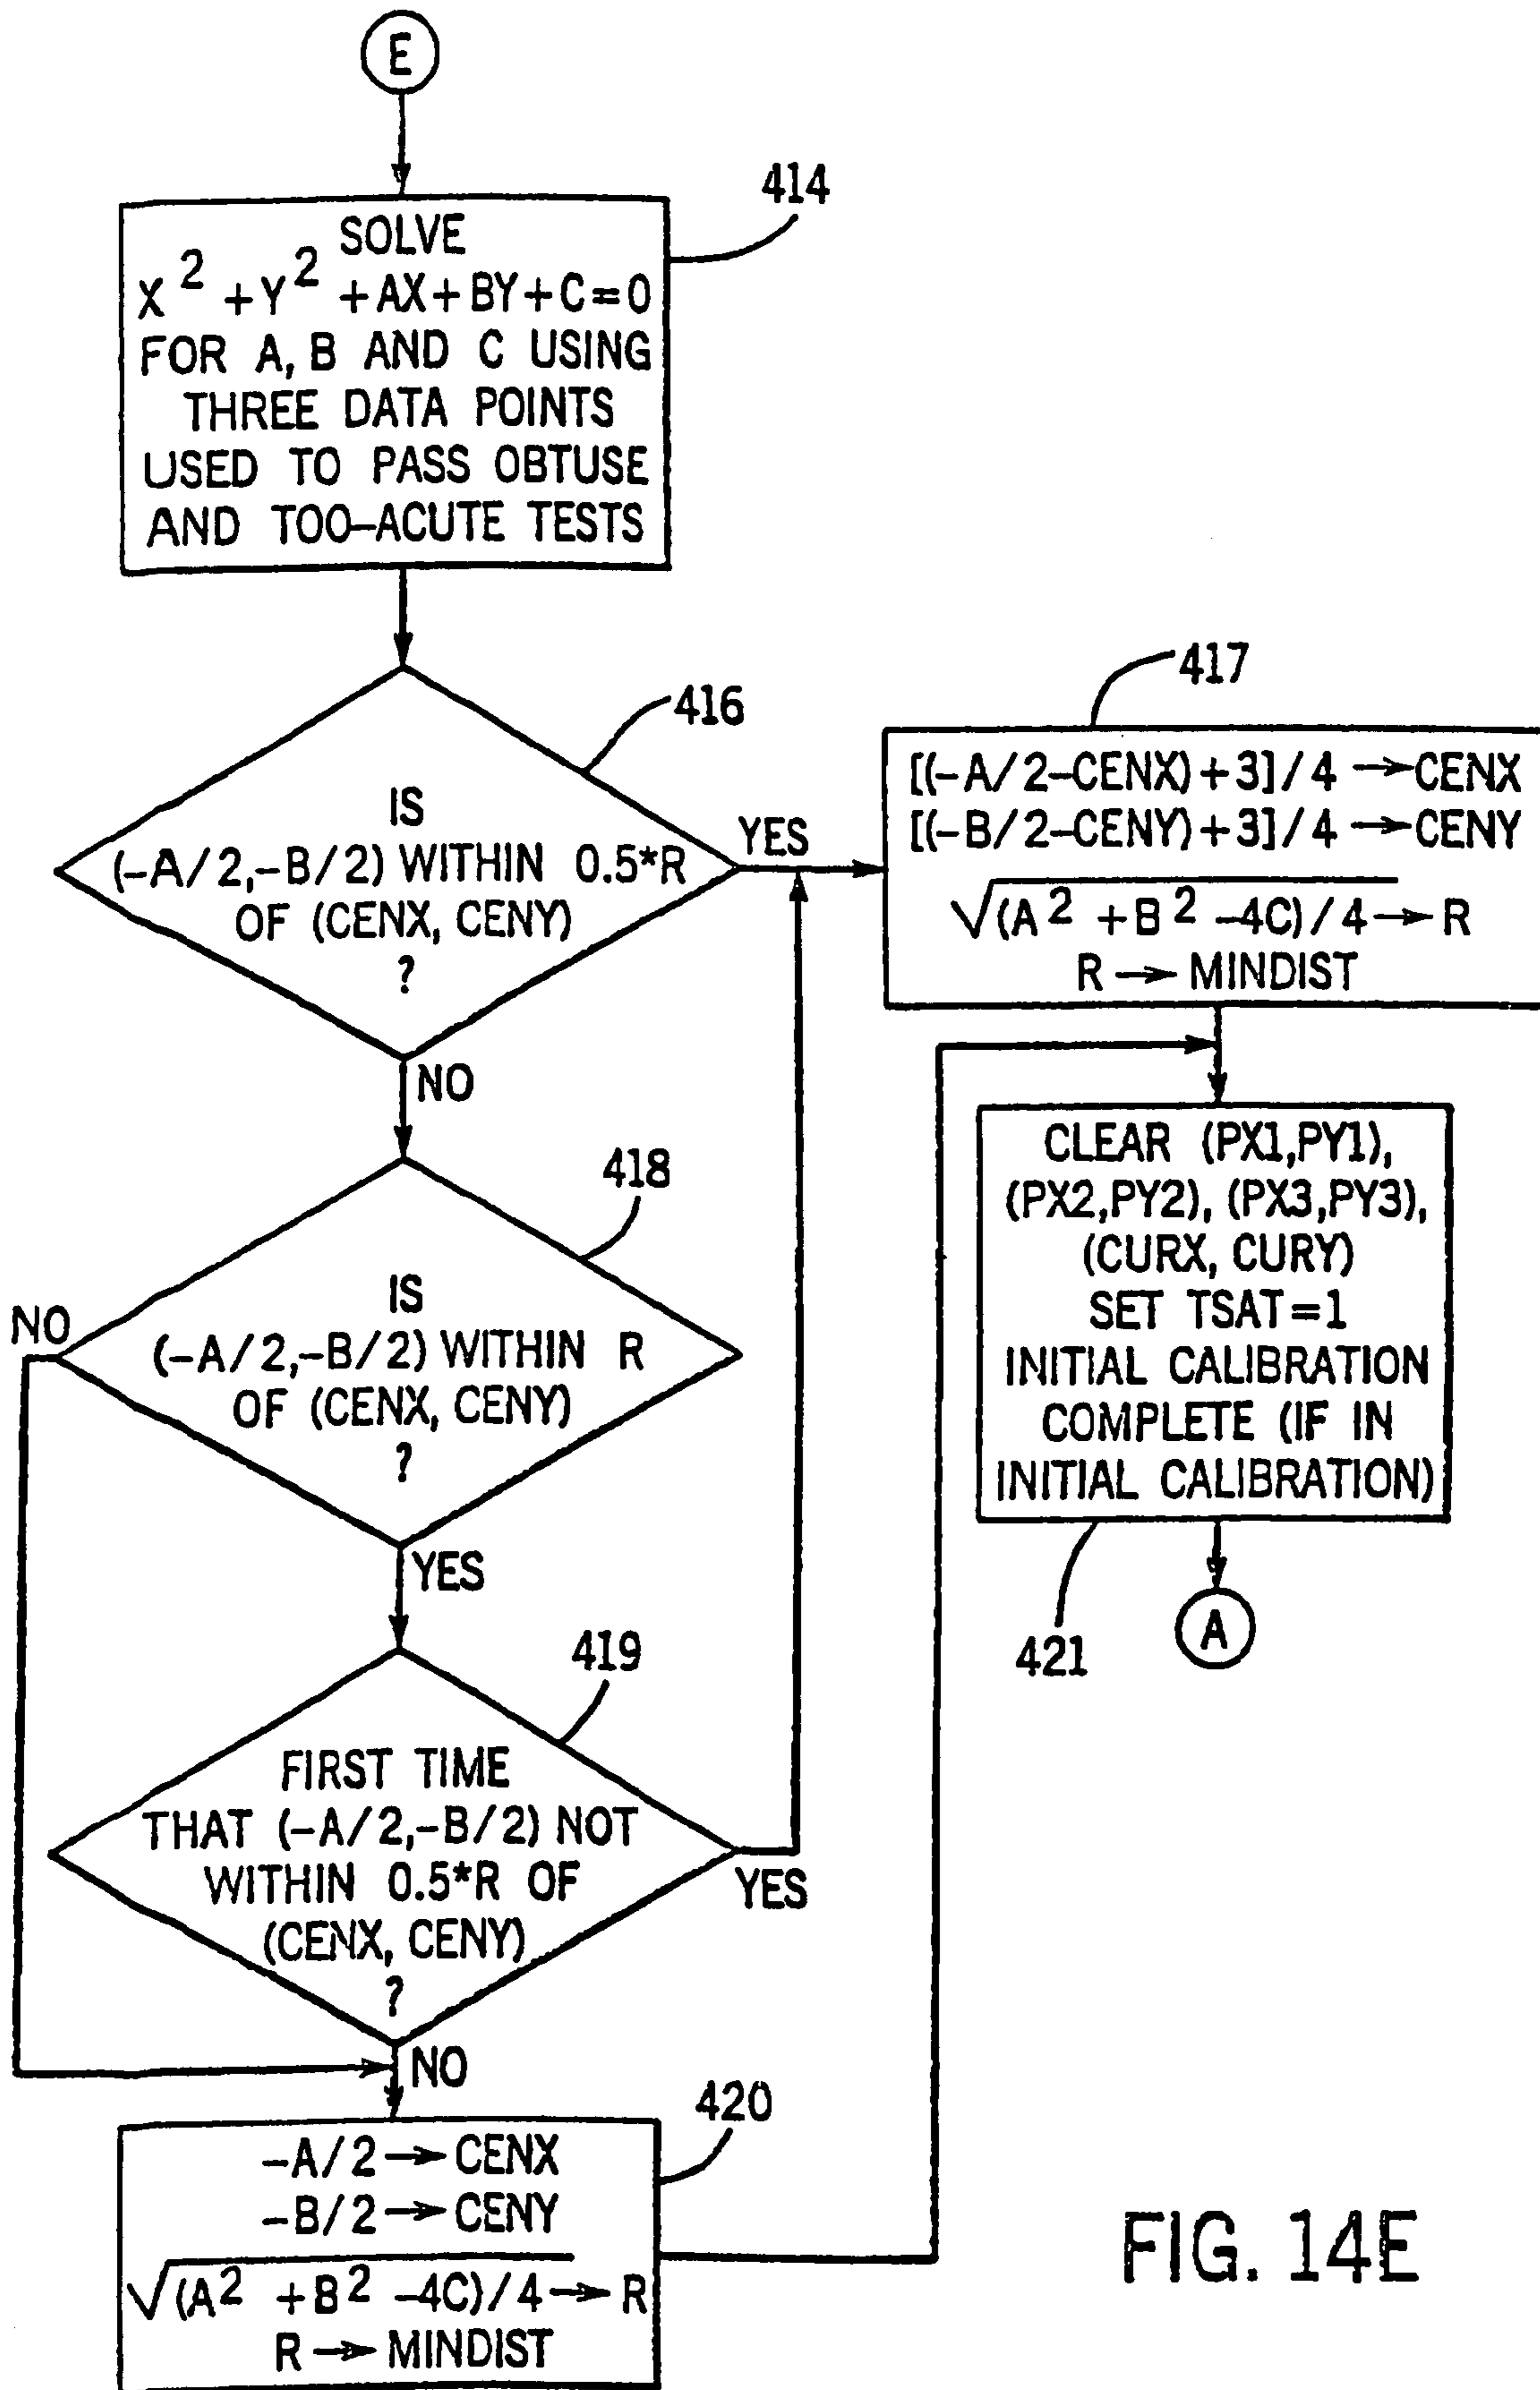 E
414
SOLVE
X² +Y² +AX+BY+C=0
FOR A, B AND C USING
THREE DATA POINTS
USED TO PASS OBTUSE
AND TOO-ACUTE TESTS
416
IS
(-A/2,-B/2) WITHIN 0.5*R
OF (CENX, CENY)
?
YES
NO
417
[(-A/2-CENX)+3]/4→CENX
[(-B/2-CENY)+3]/4→CENY
√(A² +B² -4C)/4→R
R→MINDIST
418
IS
(-A/2,-B/2) WITHIN R
OF (CENX, CENY)
?
NO
YES
CLEAR (PX1,PY1),
(PX2,PY2), (PX3,PY3),
(CURX, CURY)
SET TSAT=1
INITIAL CALIBRATION
COMPLETE (IF IN
INITIAL CALIBRATION)
421
A
419
FIRST TIME
THAT (-A/2,-B/2) NOT
WITHIN 0.5*R OF
(CENX, CENY)
?
YES
NO
420
-A/2→CENX
-B/2→CENY
√(A² +B² -4C)/4→R
R→MINDIST
FIG. 14E